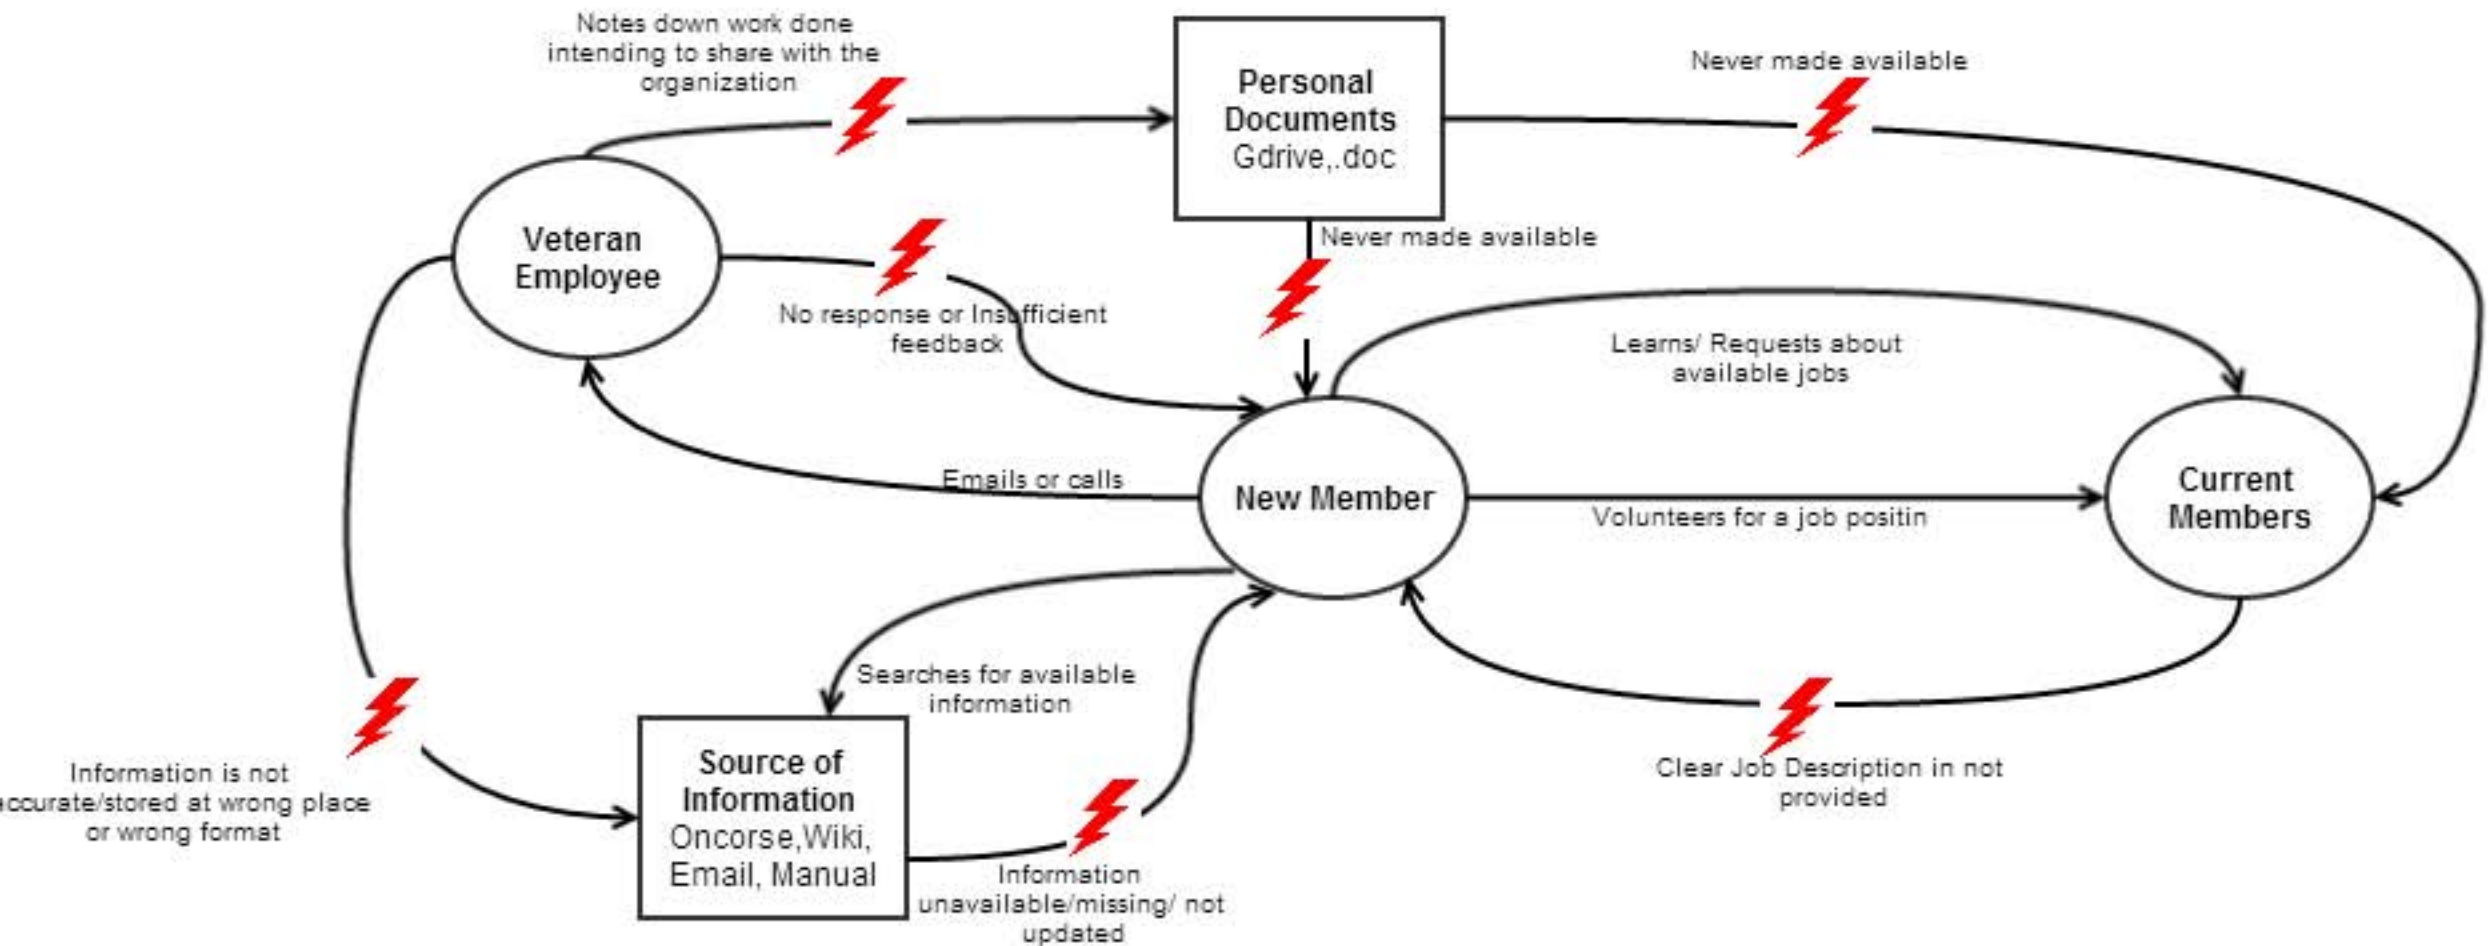 Notes down work done
intending to share with the
organization
Personal
Documents
Gdrive,.doc
Never made available
Veteran
Employee
Never made available
No response or Insufficient
feedback
Learns/ Requests about
available jobs
Emails or calls
New Member
Volunteers for a job positin
Current
Members
Searches for available
information
Information is not
accurate/stored at wrong place
or wrong format
Source of
Information
Oncorse,Wiki,
Email, Manual
Information
unavailable/missing/ not
updated
Clear Job Description in not
provided